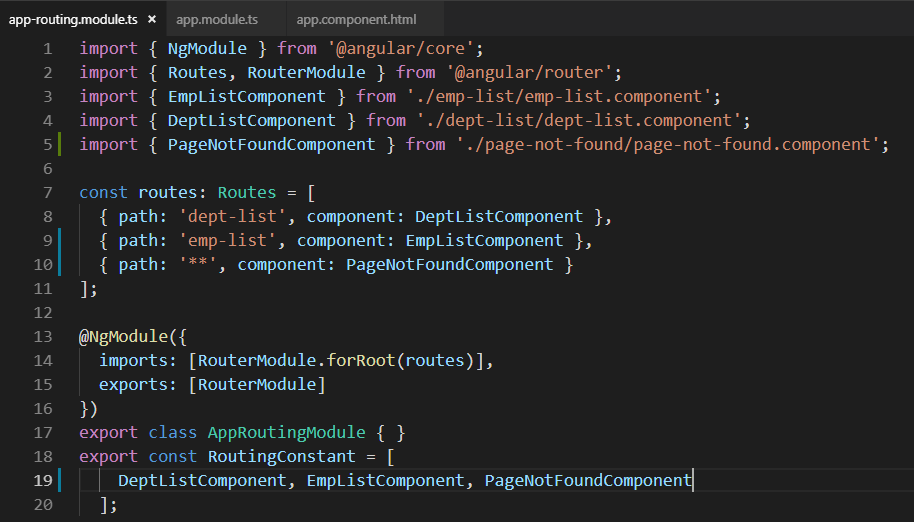 app-routing.module.ts × app.module.ts app.component.html
1 import { NgModule } from '@angular/core';
2 import { Routes, RouterModule } from '@angular/router';
3 import { EmpListComponent } from './emp-list/emp-list.component';
4 import { DeptListComponent } from './dept-list/dept-list.component';
5 import { PageNotFoundComponent } from './page-not-found/page-not-found.component';
6
7 const routes: Routes = [
8   { path: 'dept-list', component: DeptListComponent },
9   { path: 'emp-list', component: EmpListComponent },
10   { path: '**', component: PageNotFoundComponent }
11 ];
12
13 @NgModule({
14   imports: [RouterModule.forRoot(routes)],
15   exports: [RouterModule]
16 })
17 export class AppRoutingModule { }
18 export const RoutingConstant = [
19     DeptListComponent, EmpListComponent, PageNotFoundComponent
20   ];